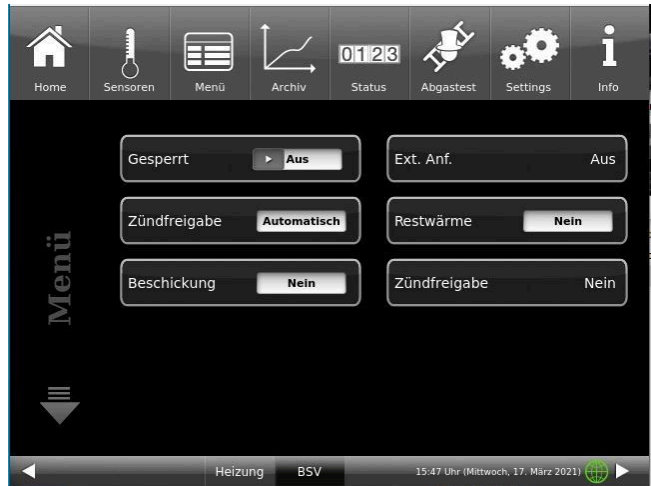 Home Sensoren Menü Archiv 0123 Status Abgastest Settings i Info
Gesperrt Aus Ext. Anf. Aus
Zündfreigabe Automatisch Restwärme Nein
Beschickung Nein Zündfreigabe Nein
Menü
Heizung BSV 15:47 Uhr (Mittwoch, 17. März 2021)